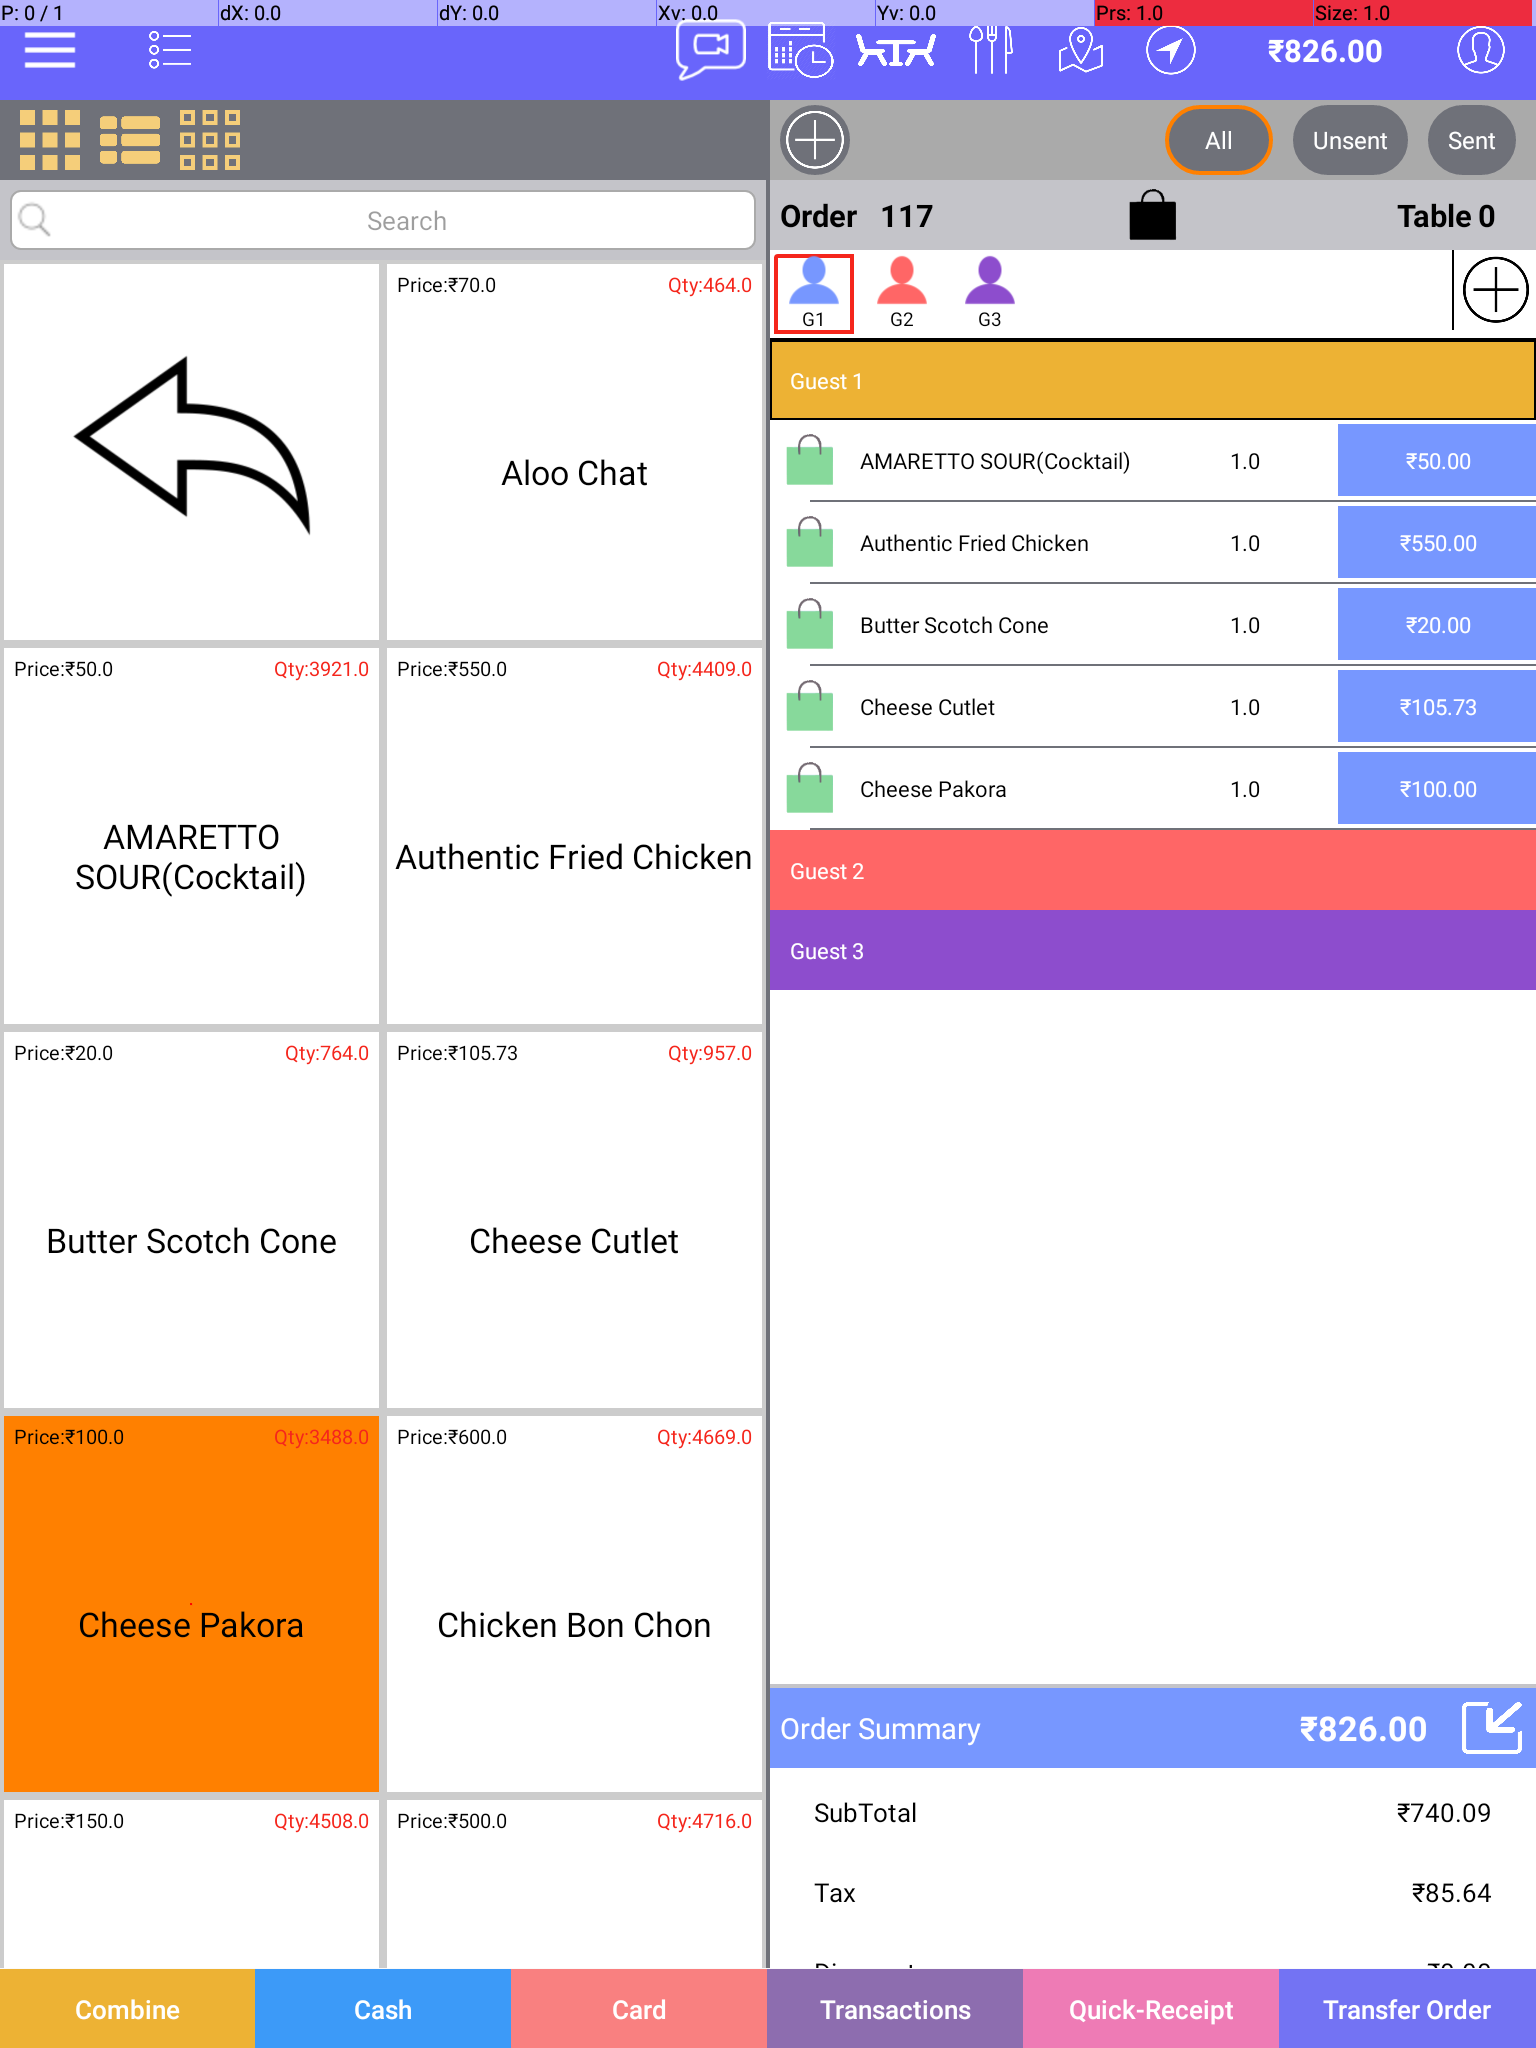 P: 0 / 1 dX: 0.0 dY: 0.0 Xv: 0.0 Yv: 0.0 Prs: 1.0 Size: 1.0
₹826.00
All Unsent Sent
Search
Order 117 Table 0
G1 G2 G3
Price:₹70.0 Qty:464.0
Aloo Chat
Price:₹50.0 Qty:3921.0
AMARETTO
SOUR(Cocktail)
Price:₹550.0 Qty:4409.0
Authentic Fried Chicken
Price:₹20.0 Qty:764.0
Butter Scotch Cone
Price:₹105.73 Qty:957.0
Cheese Cutlet
Price:₹100.0 Qty:3488.0
Cheese Pakora
Price:₹600.0 Qty:4669.0
Chicken Bon Chon
Price:₹150.0 Qty:4508.0
Price:₹500.0 Qty:4716.0
Guest 1
AMARETTO SOUR(Cocktail) 1.0 ₹50.00
Authentic Fried Chicken 1.0 ₹550.00
Butter Scotch Cone 1.0 ₹20.00
Cheese Cutlet 1.0 ₹105.73
Cheese Pakora 1.0 ₹100.00
Guest 2
Guest 3
Order Summary ₹826.00
SubTotal ₹740.09
Tax ₹85.64
Combine Cash Card Transactions Quick-Receipt Transfer Order